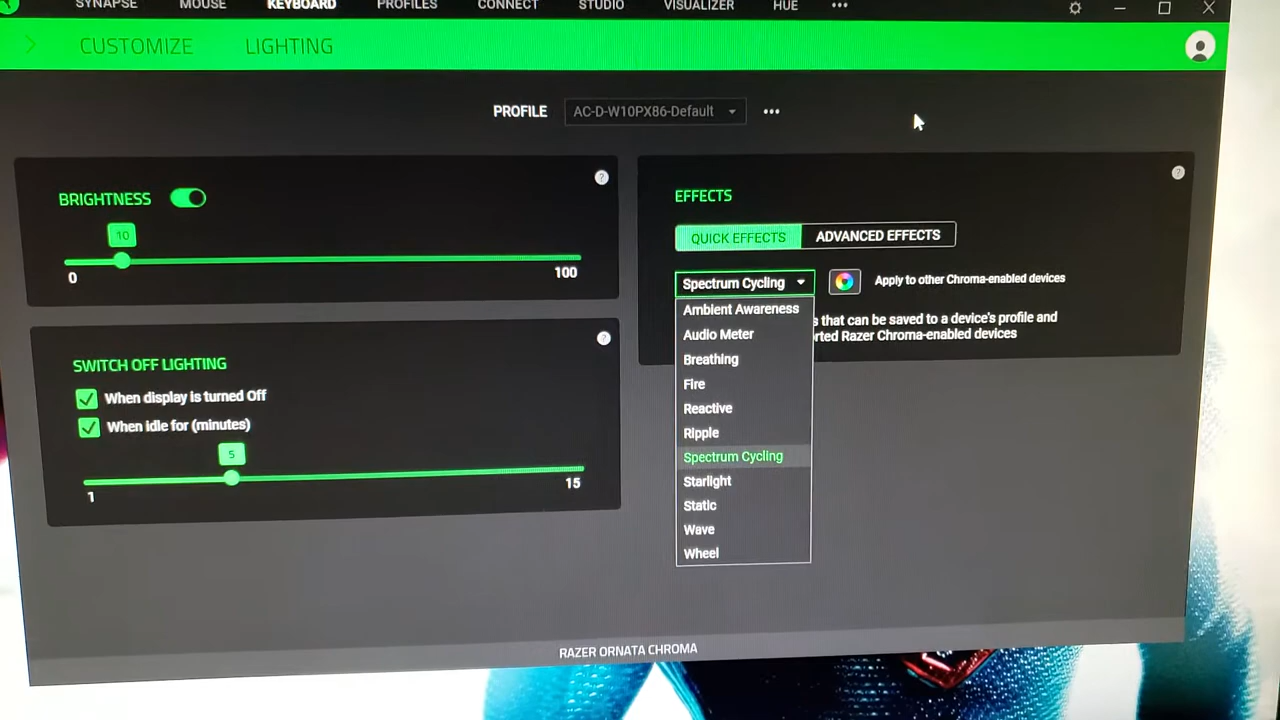 SYNAPSE MOUSE KEYBOARD PROFILES CONNECT STUDIO VISUALIZER HUE •••
CUSTOMIZE LIGHTING
PROFILE AC-D-W10PX86-Default •••
BRIGHTNESS
10
0 100
SWITCH OFF LIGHTING
When display is turned Off
When idle for (minutes)
5
1 15
EFFECTS
QUICK EFFECTS ADVANCED EFFECTS
Spectrum Cycling Apply to other Chroma-enabled devices
that can be saved to a device's profile and
Razer Chroma-enabled devices
Ambient Awareness
Audio Meter
Breathing
Fire
Reactive
Ripple
Spectrum Cycling
Starlight
Static
Wave
Wheel
RAZER ORNATA CHROMA